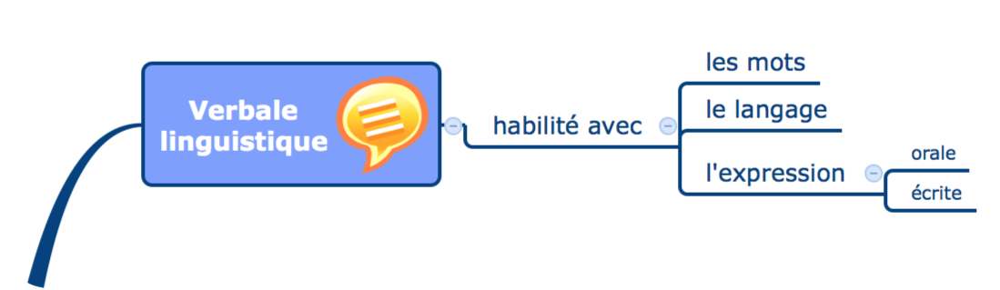 Verbale
linguistique
habilité avec
les mots
le langage
l'expression
orale
écrite